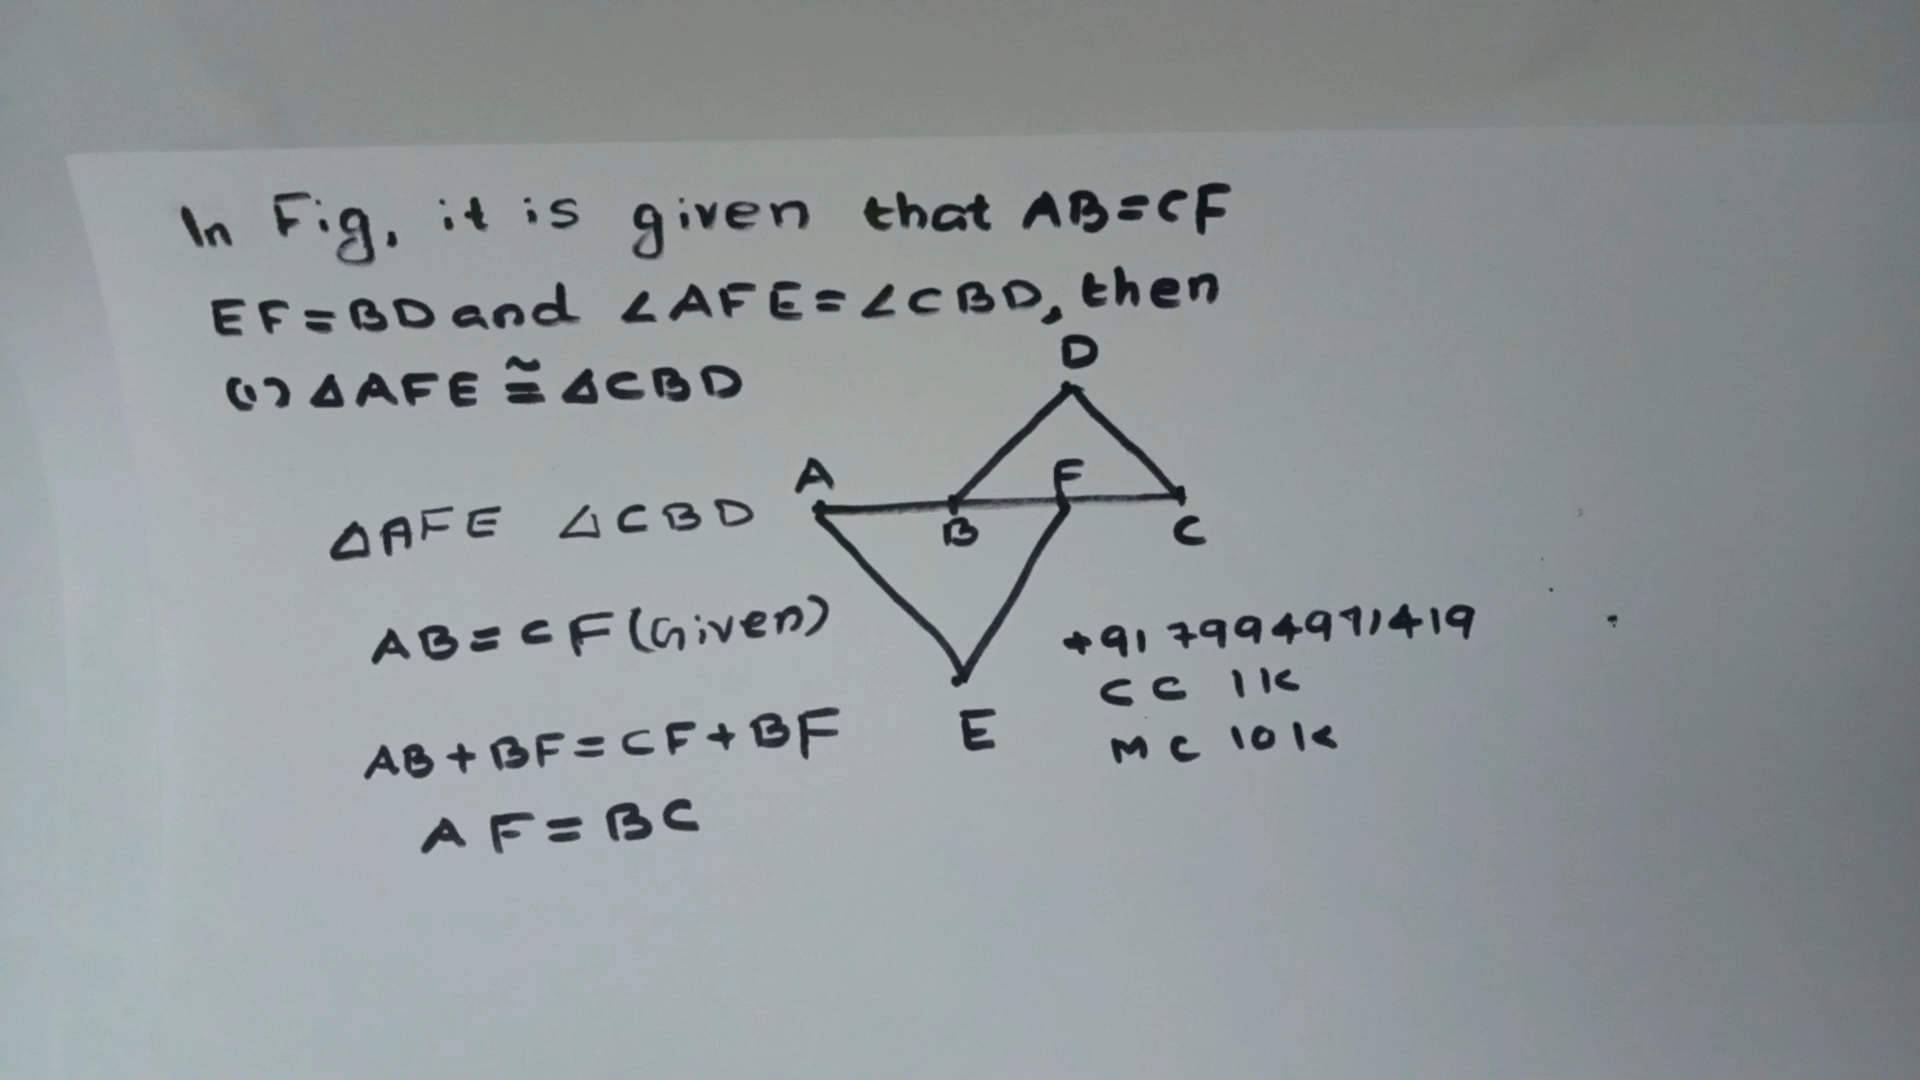 In Fig, it is given that AB=CF
EF=BD and ∠AFE=∠CBD, then
(i) ΔAFE ≅ ΔCBD
D
A
F
B
C
E
ΔAFE ΔCBD
AB=CF (Given)
AB+BF=CF+BF
AF=BC
+91 7994971419
CC 1K
MC 10K